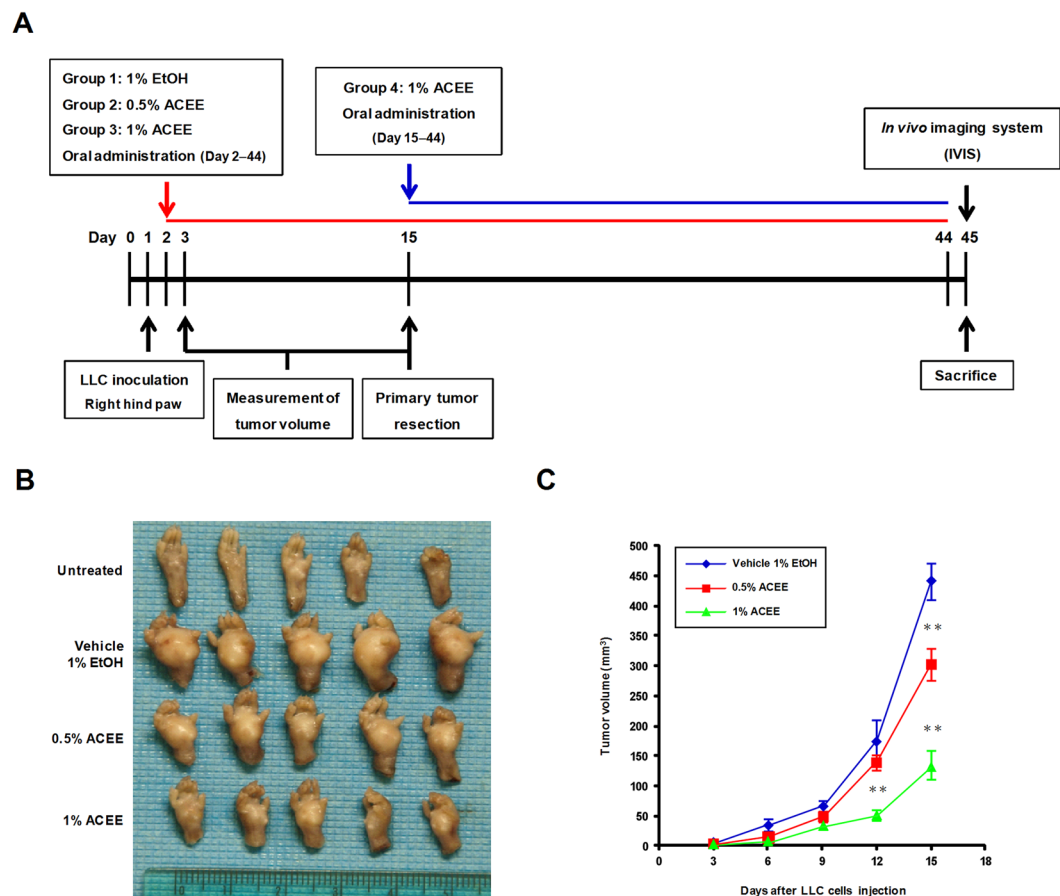 A
Group 1: 1% EtOH
Group 2: 0.5% ACEE
Group 3: 1% ACEE
Oral administration (Day 2–44)
Group 4: 1% ACEE
Oral administration
(Day 15–44)
In vivo imaging system
(IVIS)
Day 0 1 2 3 15 44 45
LLC inoculation
Right hind paw
Measurement of
tumor volume
Primary tumor
resection
Sacrifice
B
Untreated
Vehicle
1% EtOH
0.5% ACEE
1% ACEE
C
Vehicle 1% EtOH
0.5% ACEE
1% ACEE
Tumor volume (mm³)
500
450
400
350
300
250
200
150
100
50
0
**
**
**
0 3 6 9 12 15 18
Days after LLC cells injection